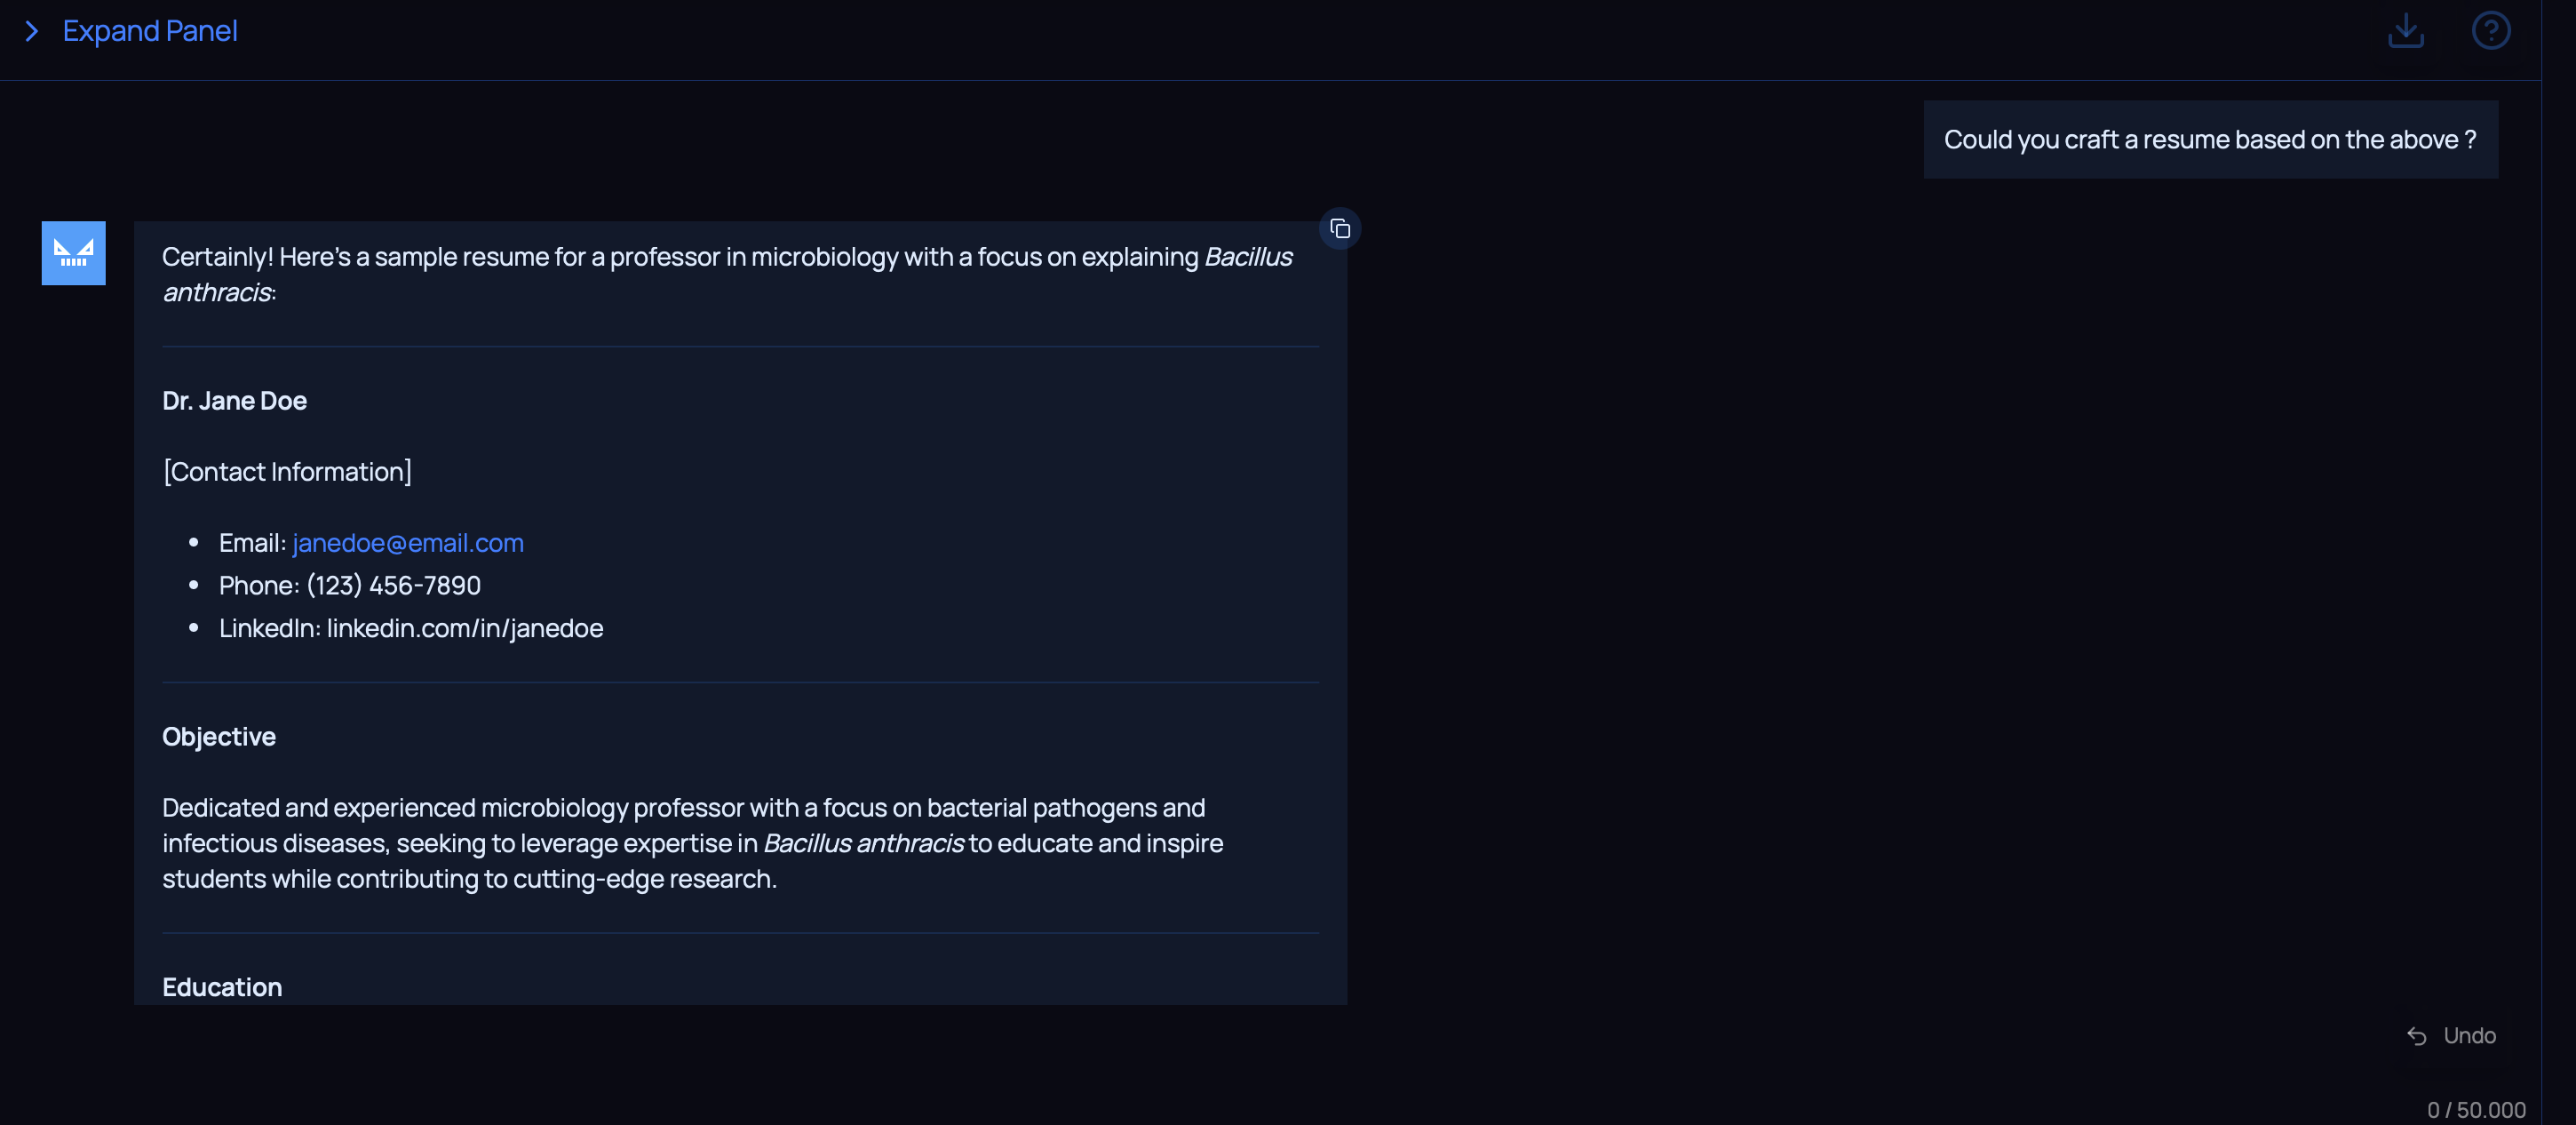 Expand Panel
Could you craft a resume based on the above ?
Certainly! Here's a sample resume for a professor in microbiology with a focus on explaining Bacillus
anthracis:
Dr. Jane Doe
[Contact Information]
• Email: janedoe@email.com
• Phone: (123) 456-7890
• LinkedIn: linkedin.com/in/janedoe
Objective
Dedicated and experienced microbiology professor with a focus on bacterial pathogens and
infectious diseases, seeking to leverage expertise in Bacillus anthracis to educate and inspire
students while contributing to cutting-edge research.
Education
Undo
0 / 50.000